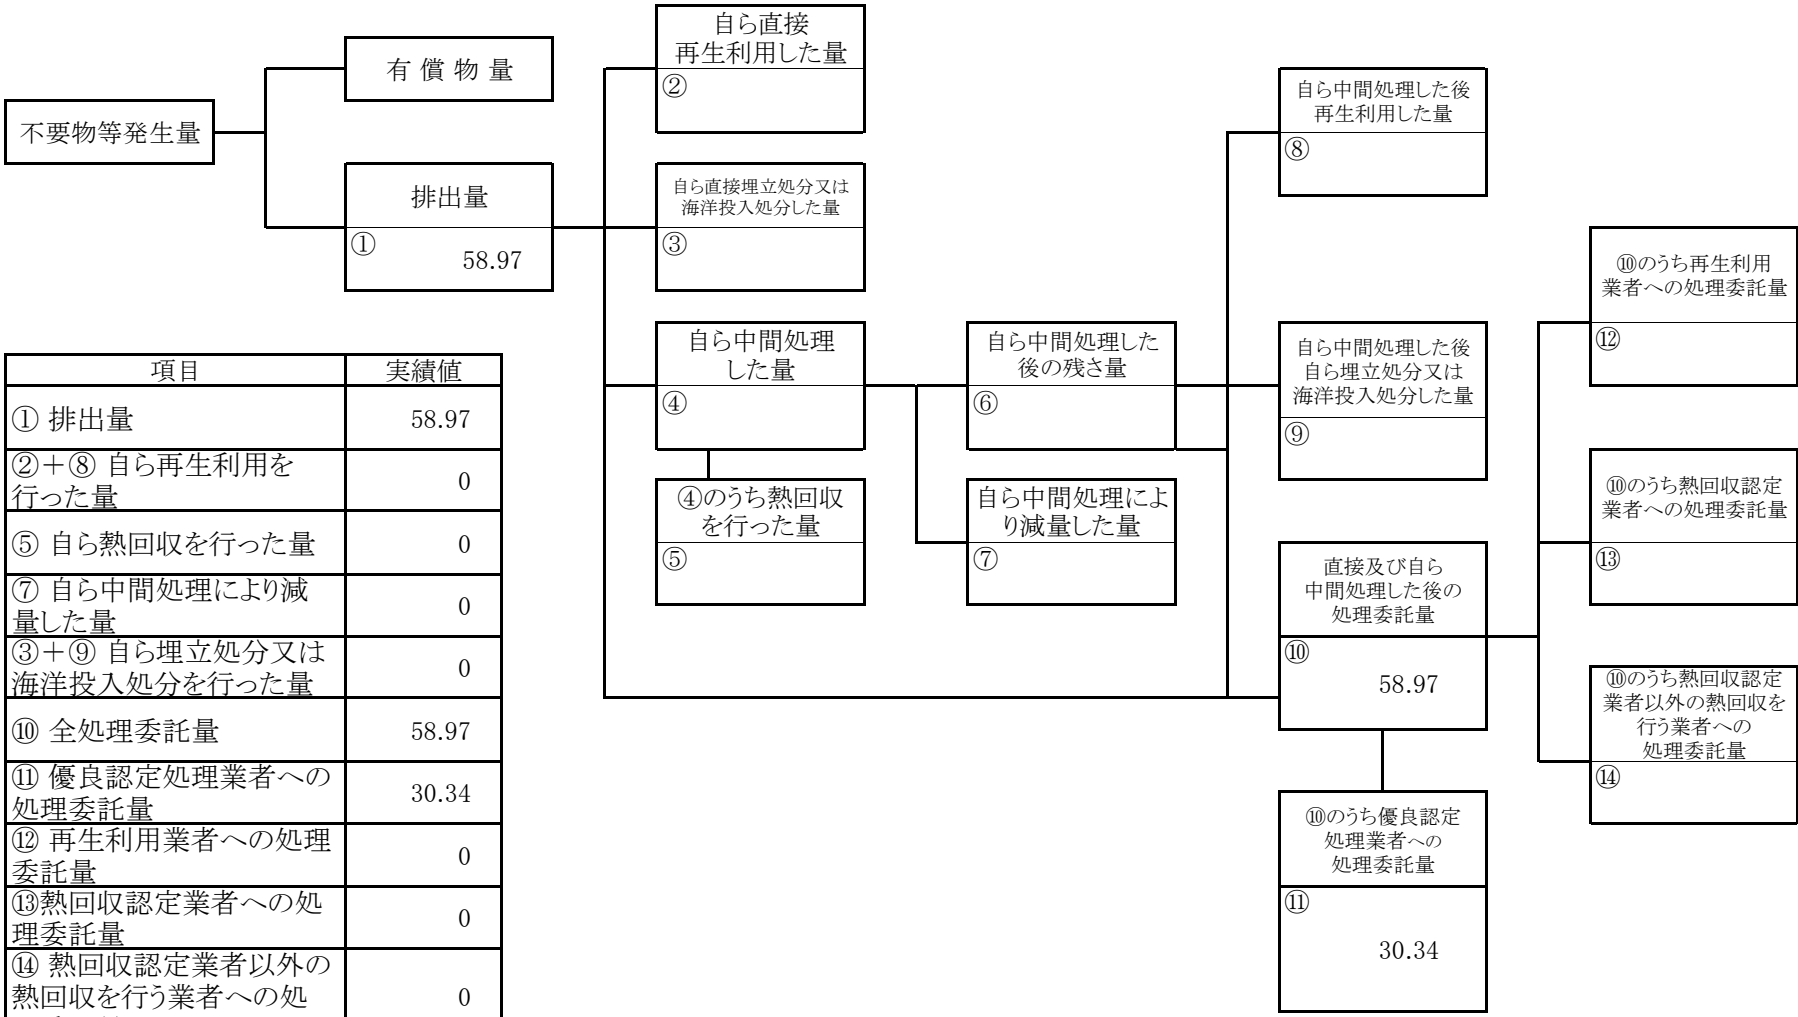 不要物等発生量
有 償 物 量
排出量
①
58.97
自ら直接
再生利用した量
②
自ら直接埋立処分又は
海洋投入処分した量
③
自ら中間処理
した量
④
④のうち熱回収
を行った量
⑤
自ら中間処理した
後の残さ量
⑥
自ら中間処理によ
り減量した量
⑦
自ら中間処理した後
再生利用した量
⑧
自ら中間処理した後
自ら埋立処分又は
海洋投入処分した量
⑨
直接及び自ら
中間処理した後の
処理委託量
⑩
58.97
⑩のうち優良認定
処理業者への
処理委託量
⑪
30.34
⑩のうち再生利用
業者への処理委託量
⑫
⑩のうち熱回収認定
業者への処理委託量
⑬
⑩のうち熱回収認定
業者以外の熱回収を
行う業者への
処理委託量
⑭
項目 実績値
① 排出量 58.97
②＋⑧ 自ら再生利用を
行った量 0
⑤ 自ら熱回収を行った量 0
⑦ 自ら中間処理により減
量した量 0
③＋⑨ 自ら埋立処分又は
海洋投入処分を行った量 0
⑩ 全処理委託量 58.97
⑪ 優良認定処理業者への
処理委託量 30.34
⑫ 再生利用業者への処理
委託量 0
⑬熱回収認定業者への処
理委託量 0
⑭ 熱回収認定業者以外の
熱回収を行う業者への処 0